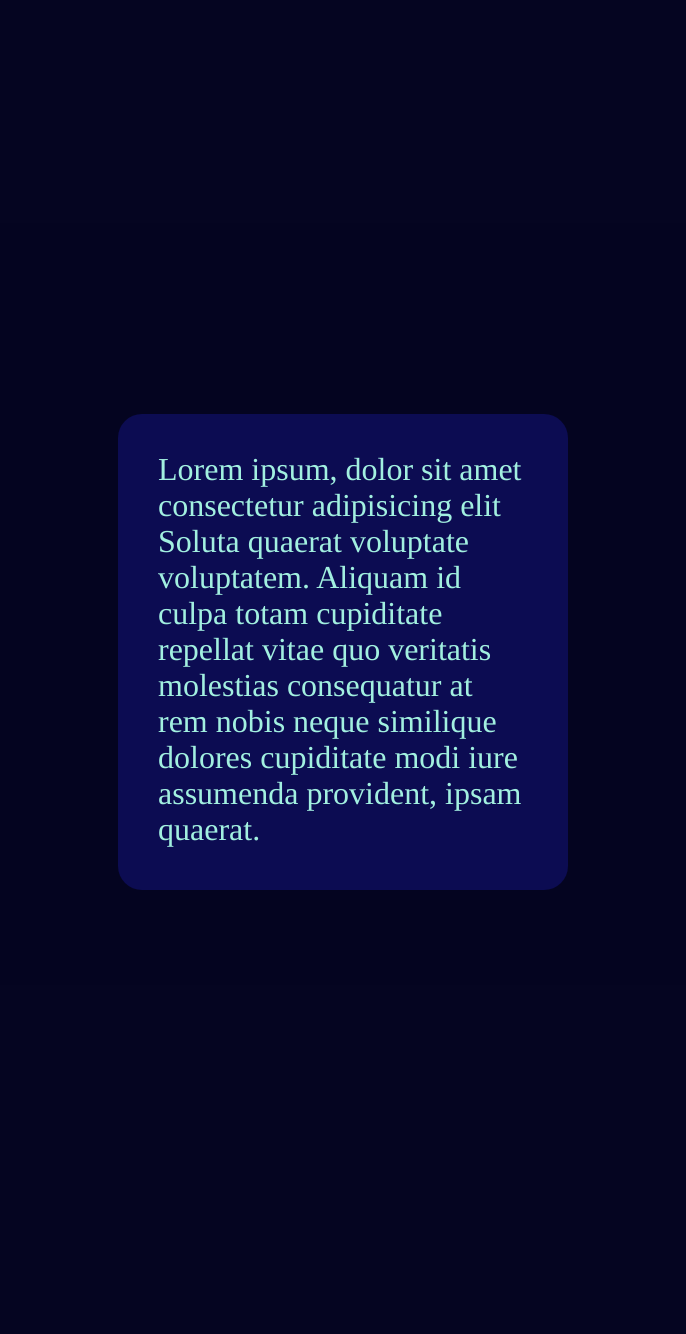 Lorem ipsum, dolor sit amet
consectetur adipisicing elit
Soluta quaerat voluptate
voluptatem. Aliquam id
culpa totam cupiditate
repellat vitae quo veritatis
molestias consequatur at
rem nobis neque similique
dolores cupiditate modi iure
assumenda provident, ipsam
quaerat.